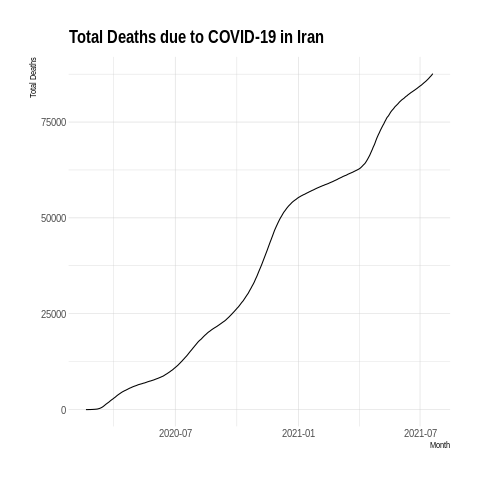 Total Deaths due to COVID-19 in Iran
Total Deaths
75000
50000
25000
0
2020-07
2021-01
2021-07
Month